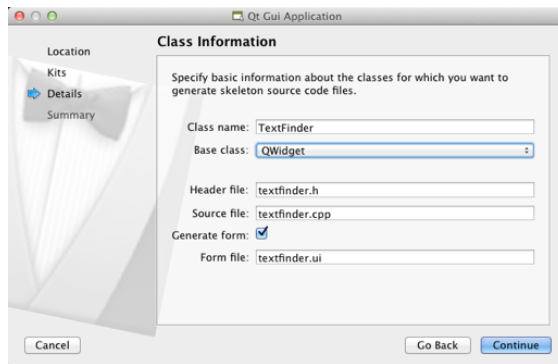 Qt Gui Application
Location
Kits
Details
Summary
Class Information
Specify basic information about the classes for which you want to
generate skeleton source code files.
Class name: TextFinder
Base class: QWidget
Header file: textfinder.h
Source file: textfinder.cpp
Generate form:
Form file: textfinder.ui
Cancel
Go Back
Continue